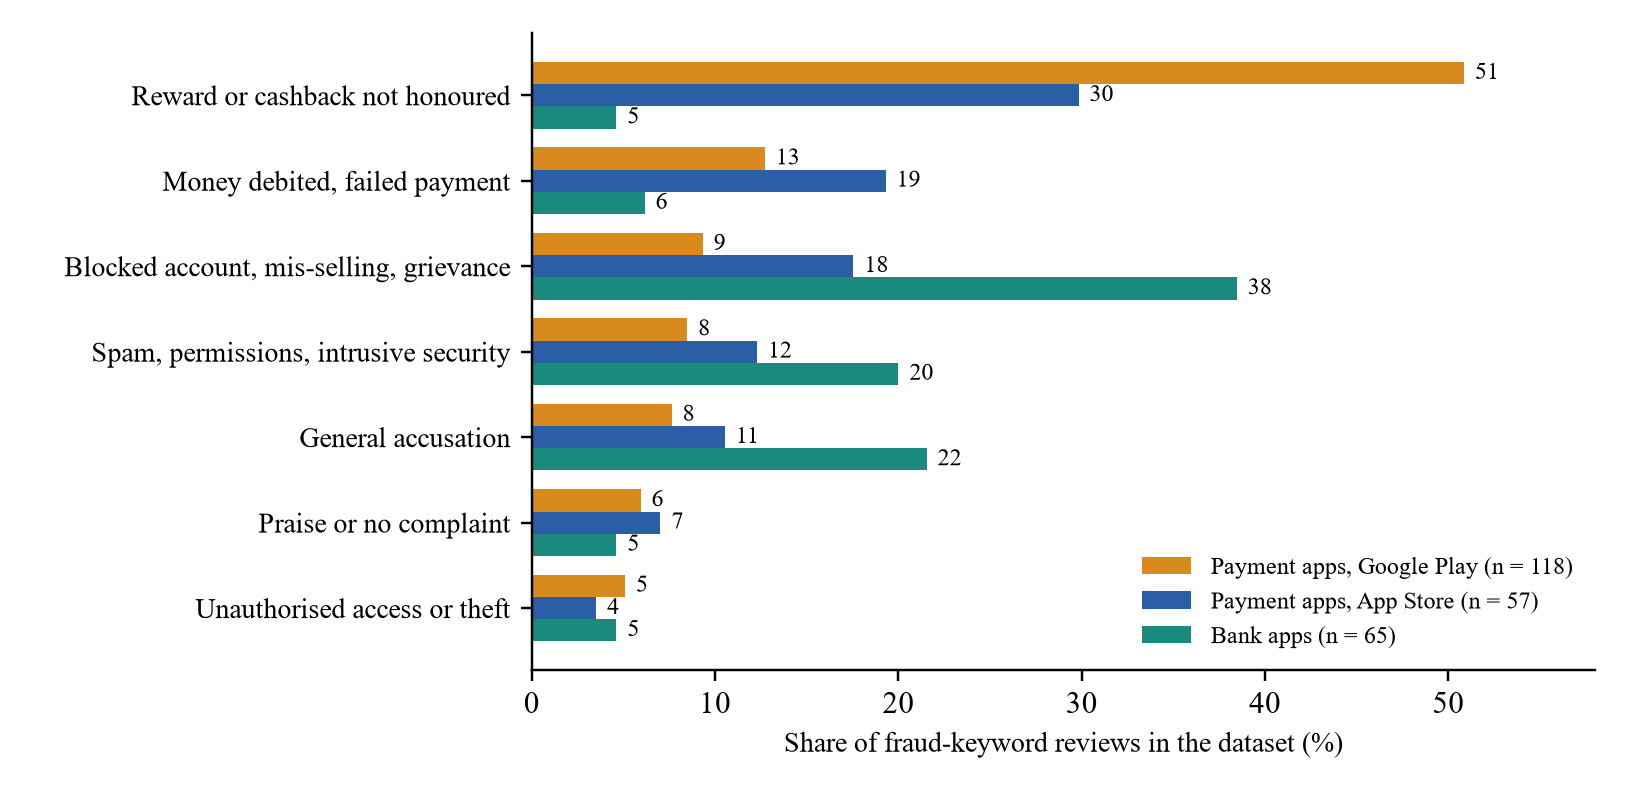 Reward or cashback not honoured
51
30
5
Money debited, failed payment
13
19
6
Blocked account, mis-selling, grievance
9
18
38
Spam, permissions, intrusive security
8
12
20
General accusation
8
11
22
Praise or no complaint
6
7
5
Unauthorised access or theft
5
4
5
Payment apps, Google Play (n = 118)
Payment apps, App Store (n = 57)
Bank apps (n = 65)
0 10 20 30 40 50
Share of fraud-keyword reviews in the dataset (%)